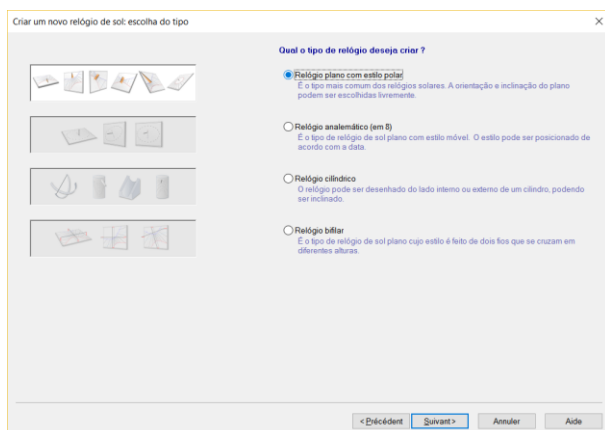 Criar um novo relógio de sol: escolha do tipo
Qual o tipo de relógio deseja criar ?
Relógio plano com estilo polar
É o tipo mais comum dos relógios solares. A orientação e inclinação do plano
podem ser escolhidas livremente.
Relógio analemático (em 8)
É o tipo de relógio de sol plano com estilo móvel. O estilo pode ser posicionado de
acordo com a data.
Relógio cilíndrico
O relógio pode ser desenhado do lado interno ou externo de um cilindro, podendo
ser inclinado.
Relógio bifilar
É o tipo de relógio de sol plano cujo estilo é feito de dois fios que se cruzam em
diferentes alturas.
< Précédent
Suivant >
Annuler
Aide